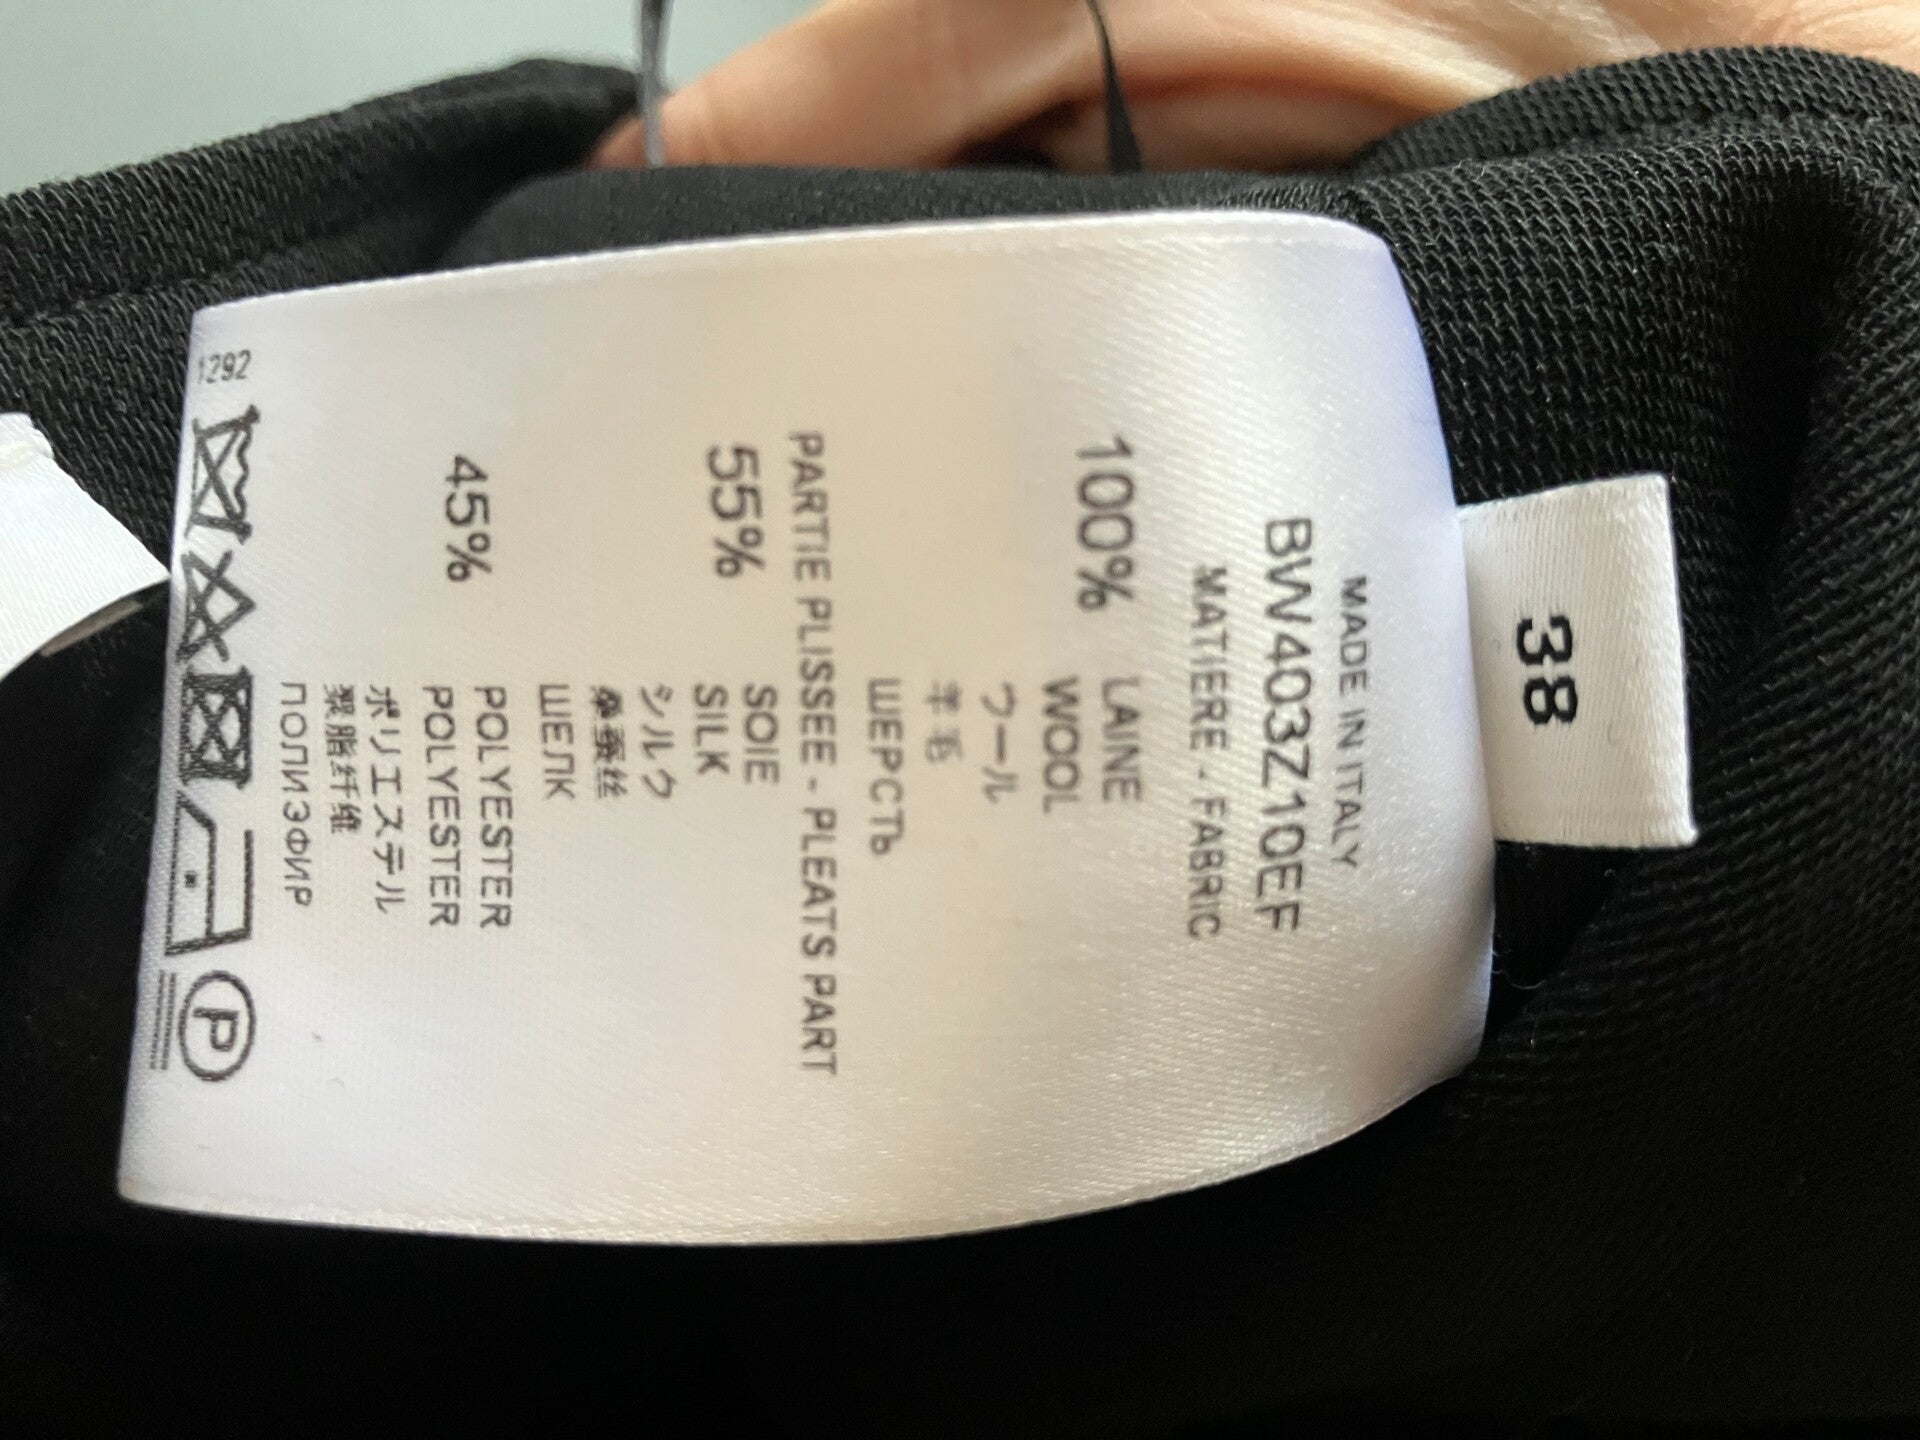 38
MADE IN ITALY
BW403Z10EF
MATIERE - FABRIC
100% LAINE
WOOL
ウール
羊毛
ШЕРСТЬ
PARTIE PLISSEE - PLEATS PART
55% SOIE
SILK
シルク
桑蚕丝
ШЕЛК
45% POLYESTER
POLYESTER
ポリエステル
聚脂纤维
ПОЛИЭФИР
1292
P